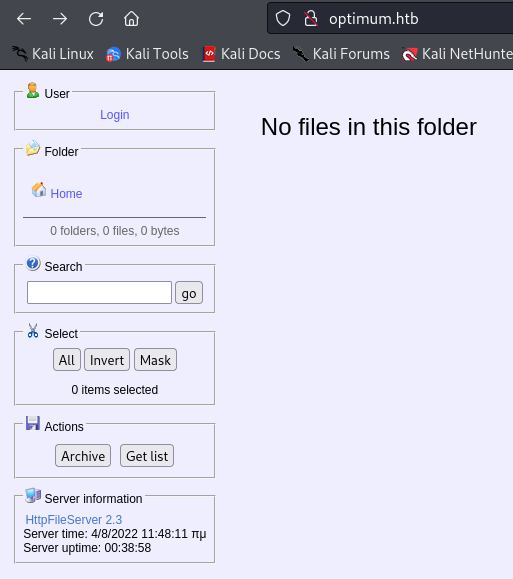 optimum.htb
Kali Linux Kali Tools Kali Docs Kali Forums Kali NetHunte
User
Login
Folder
Home
0 folders, 0 files, 0 bytes
Search
go
Select
All Invert Mask
0 items selected
Actions
Archive Get list
Server information
HttpFileServer 2.3
Server time: 4/8/2022 11:48:11 πμ
Server uptime: 00:38:58
No files in this folder